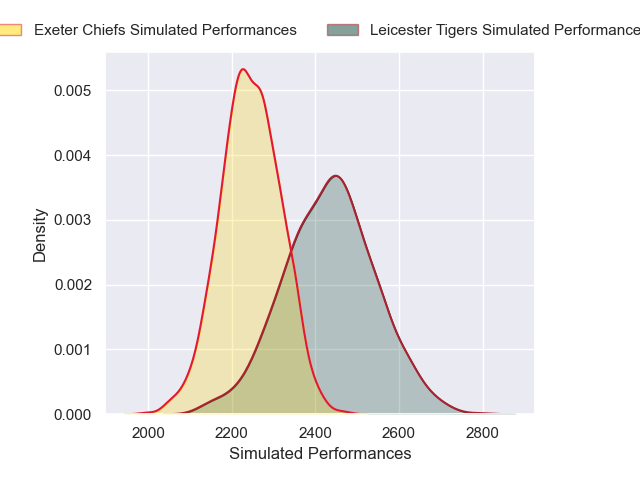 Exeter Chiefs Simulated Performances
Leicester Tigers Simulated Performance
0.005
0.004
0.003
0.002
0.001
0.000
Density
2000
2200
2400
2600
2800
Simulated Performances